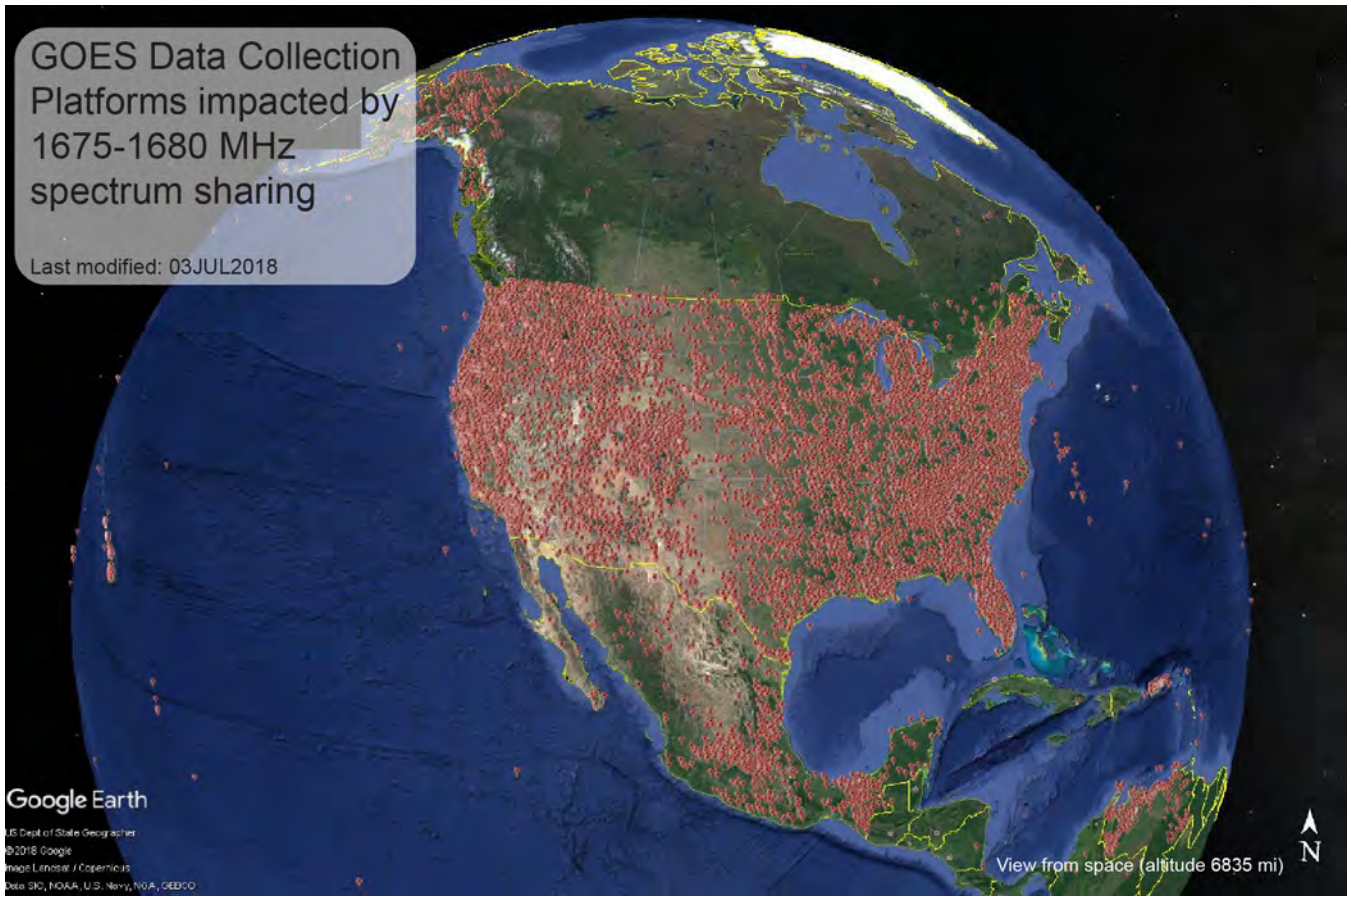 GOES Data Collection
Platforms impacted by
1675-1680 MHz
spectrum sharing
Last modified: 03JUL2018
Google Earth
US Dept of State Geographer
©2018 Google
Image Landsat / Copernicus
Data SIO, NOAA, U.S. Navy, NGA, GEBCO
View from space (altitude 6835 mi)
N